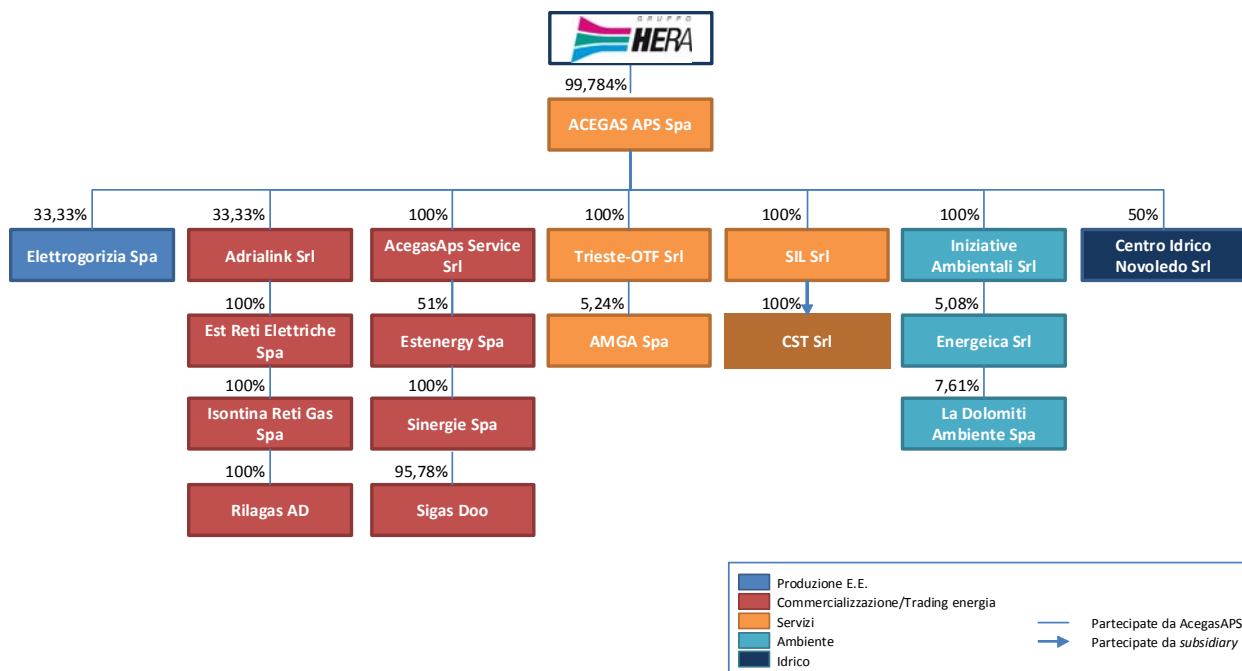 GRUPPO
HERA
99,784%
ACEGAS APS Spa
33,33%
33,33%
100%
100%
100%
100%
50%
Elettrogorizia Spa
Adrialink Srl
AcegasAps Service
Srl
Trieste-OTF Srl
SIL Srl
Iniziative
Ambientali Srl
Centro Idrico
Novoledo Srl
100%
51%
5,24%
100%
5,08%
Est Reti Elettriche
Spa
Estenergy Spa
AMGA Spa
CST Srl
Energeica Srl
100%
100%
7,61%
Isontina Reti Gas
Spa
Sinergie Spa
La Dolomiti
Ambiente Spa
100%
95,78%
Rilagas AD
Sigas Doo
Produzione E.E.
Commercializzazione/Trading energia
Servizi
Ambiente
Idrico
Partecipate da AcegasAPS
Partecipate da subsidiary